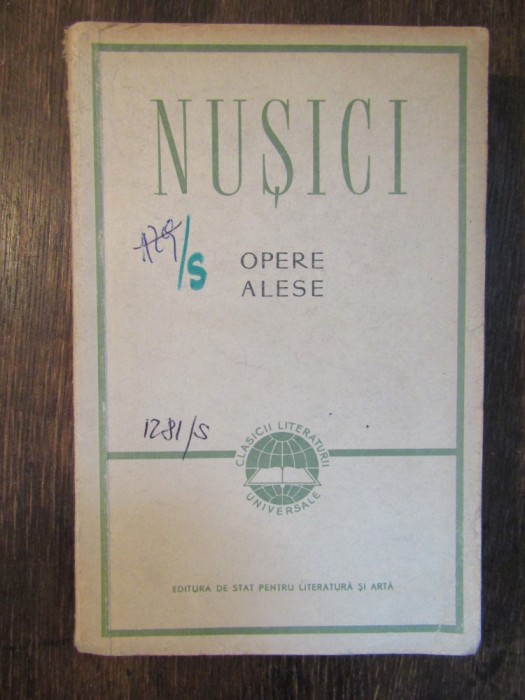 NUȘICI
/S
OPERE
ALESE
1281/S
CLASICII LITERATURII
UNIVERSALE
EDITURA DE STAT PENTRU LITERATURĂ ȘI ARTĂ